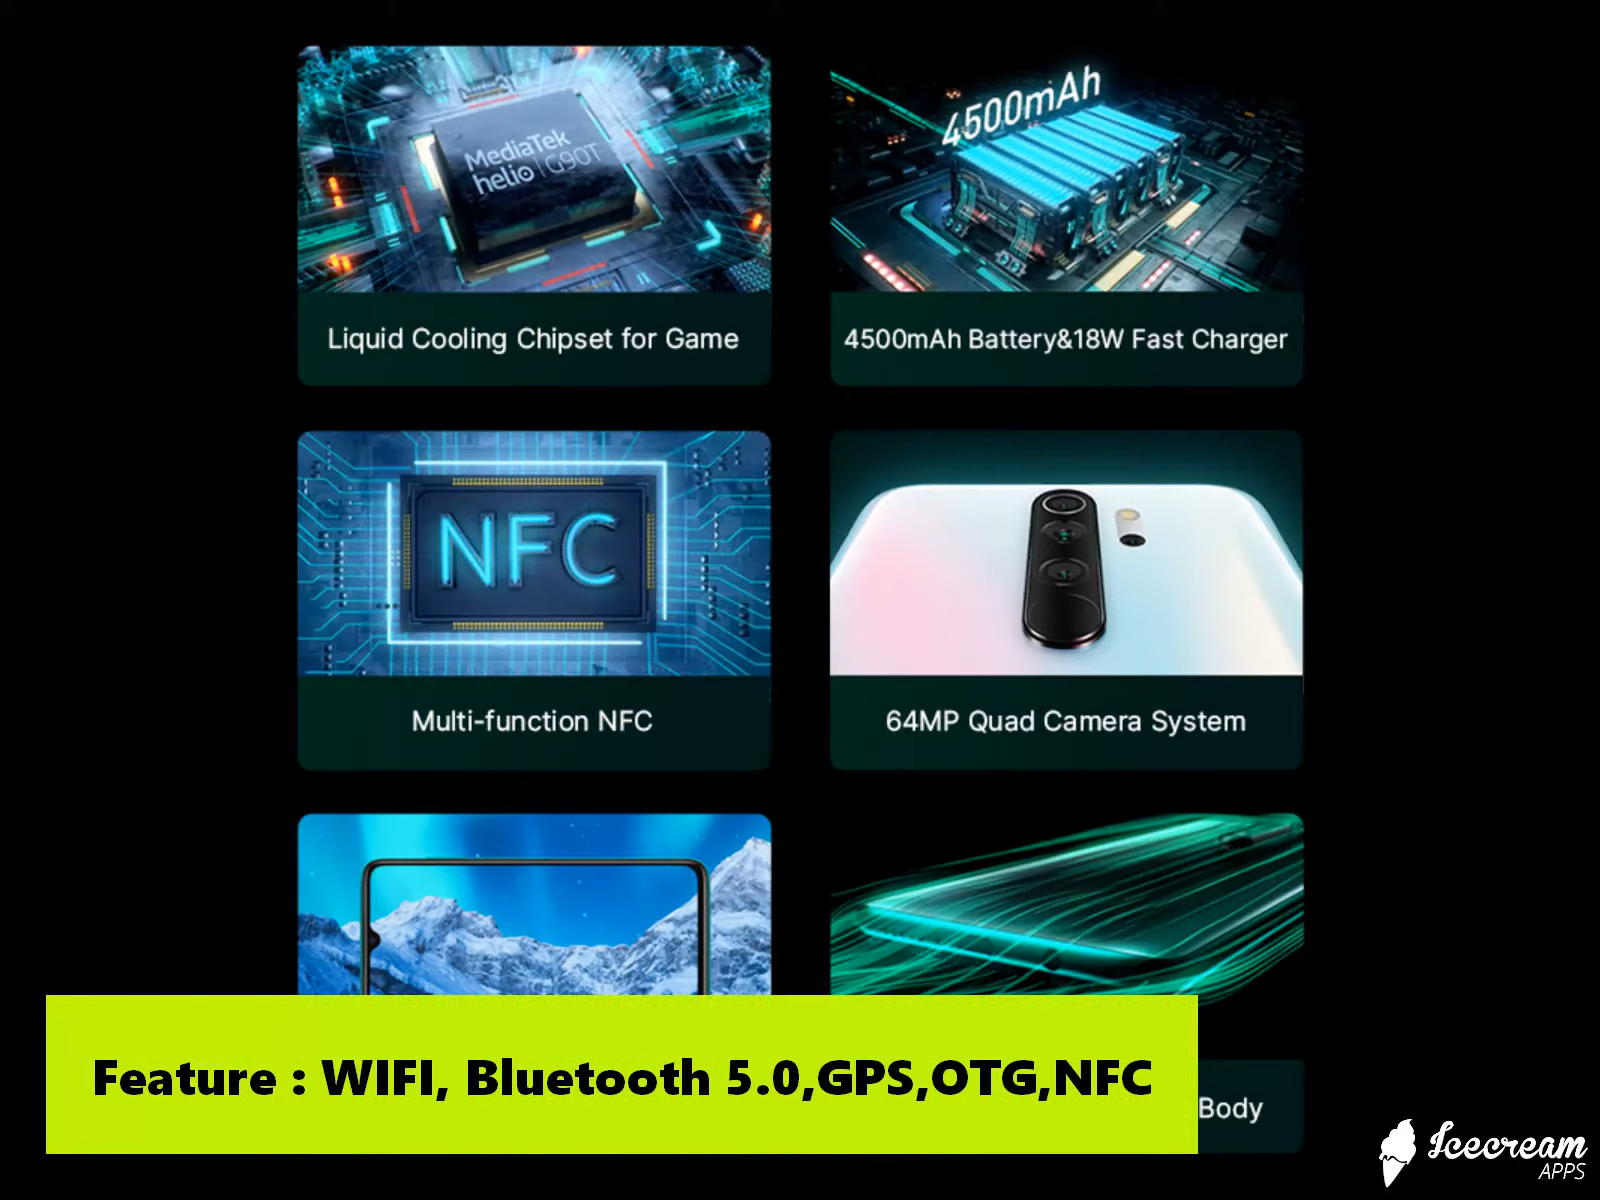 MediaTek
helio G90T
4500mAh
Liquid Cooling Chipset for Game
4500mAh Battery&18W Fast Charger
NFC
Multi-function NFC
64MP Quad Camera System
Feature : WIFI, Bluetooth 5.0,GPS,OTG,NFC
Body
Icecream
APPS